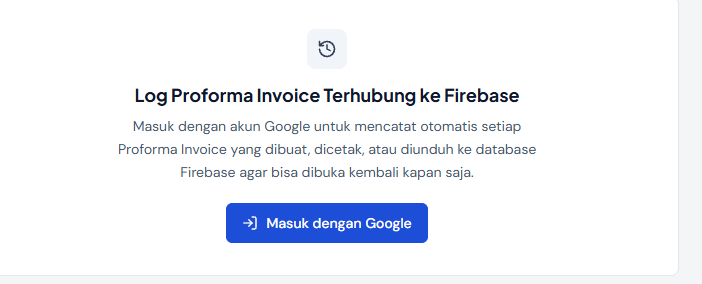 Log Proforma Invoice Terhubung ke Firebase
Masuk dengan akun Google untuk mencatat otomatis setiap
Proforma Invoice yang dibuat, dicetak, atau diunduh ke database
Firebase agar bisa dibuka kembali kapan saja.
Masuk dengan Google